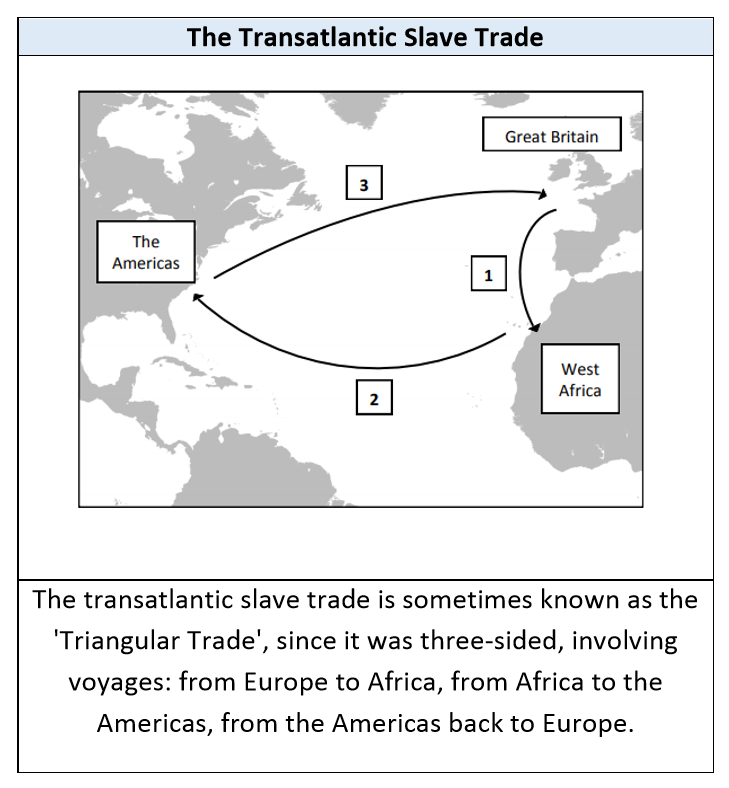 The Transatlantic Slave Trade
Great Britain
3
The
Americas
1
West
Africa
2
The transatlantic slave trade is sometimes known as the
'Triangular Trade', since it was three-sided, involving
voyages: from Europe to Africa, from Africa to the
Americas, from the Americas back to Europe.